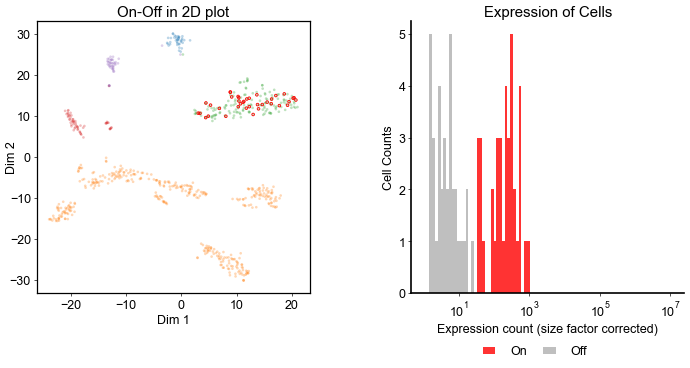 On-Off in 2D plot
30
20
10
0
−10
−20
−30
Dim 2
−20
−10
0
10
20
Dim 1
Expression of Cells
5
4
3
2
1
0
Cell Counts
10^1
10^3
10^5
10^7
Expression count (size factor corrected)
On
Off